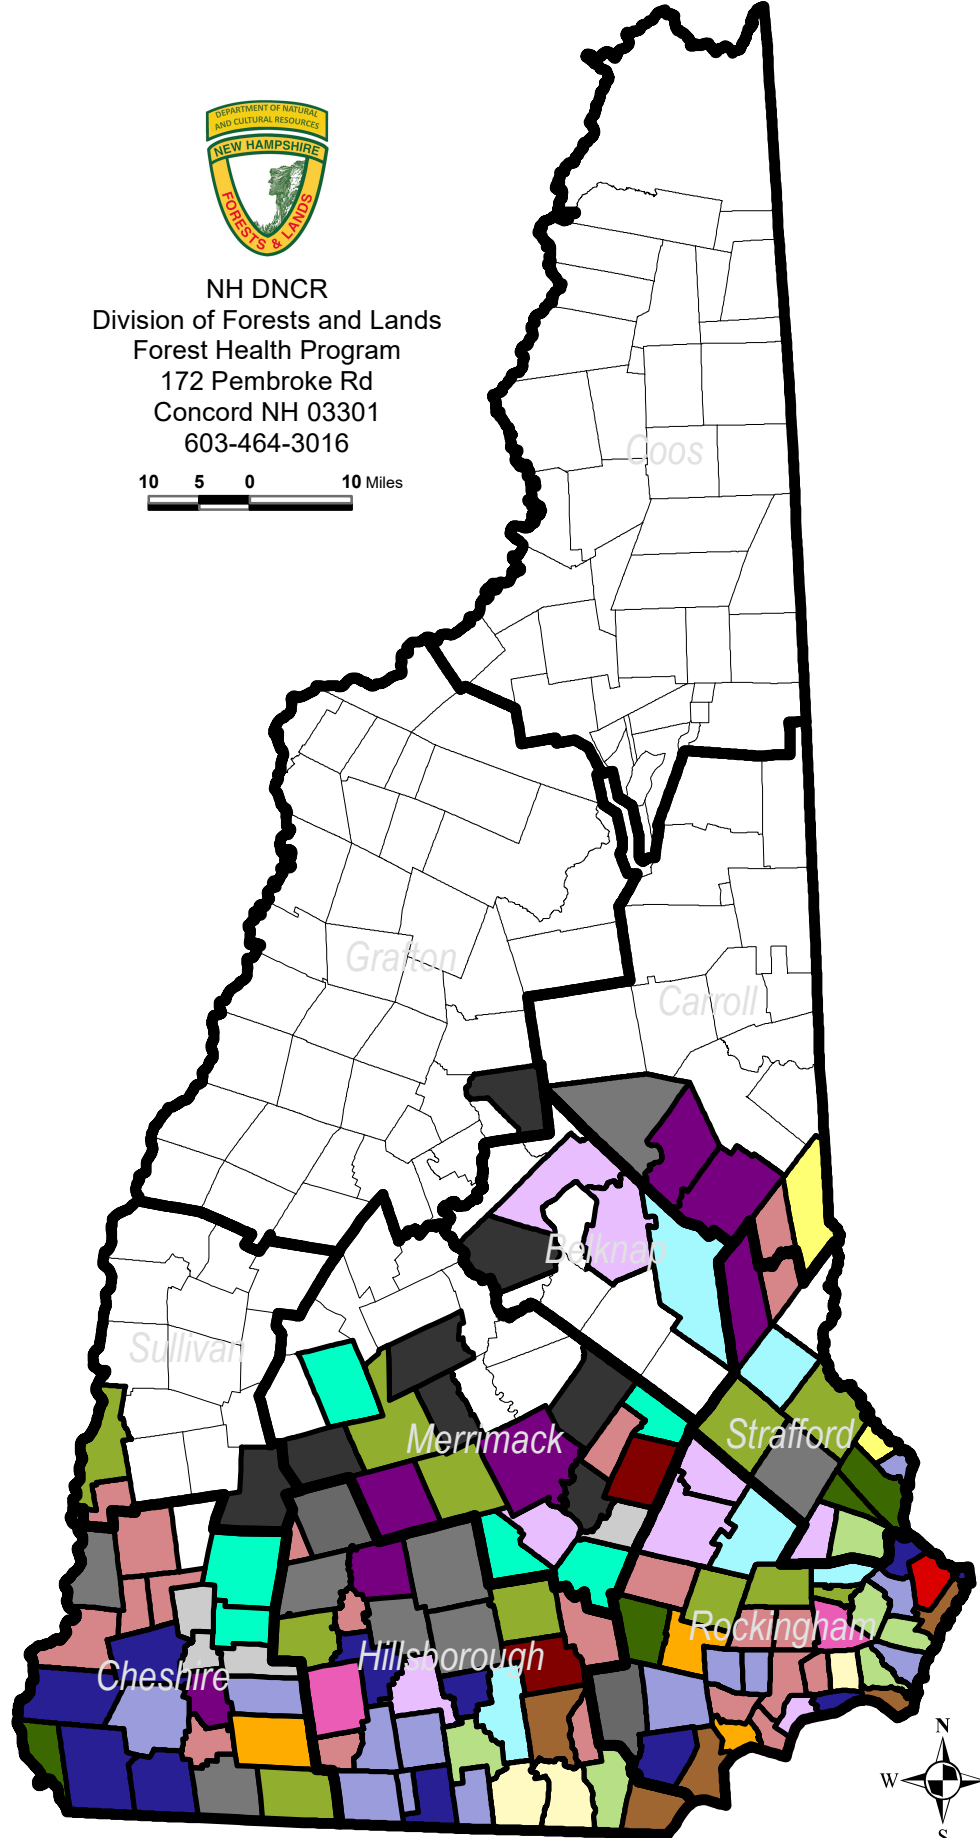 DEPARTMENT OF NATURAL
AND CULTURAL RESOURCES
NEW HAMPSHIRE
FORESTS & LANDS
NH DNCR
Division of Forests and Lands
Forest Health Program
172 Pembroke Rd
Concord NH 03301
603-464-3016
10 5 0 10 Miles
Coos
Grafton
Carroll
Belknap
Sullivan
Merrimack
Strafford
Rockingham
Hillsborough
Cheshire
N
W
S